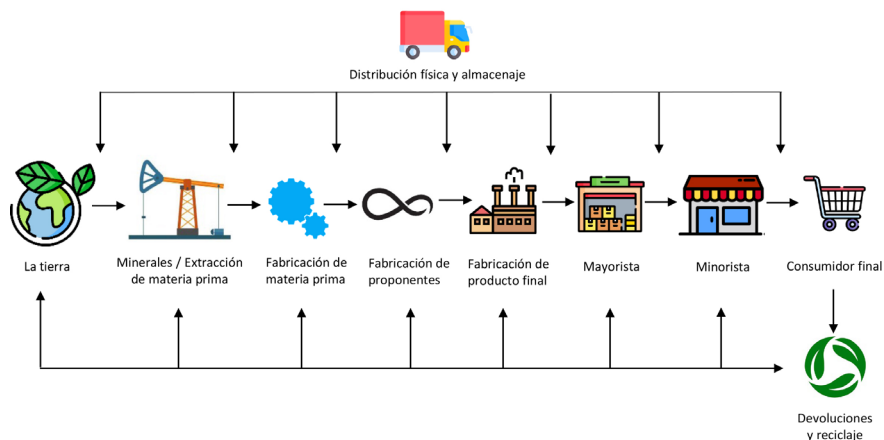 Distribución física y almacenaje
La tierra
Minerales / Extracción
de materia prima
Fabricación de
materia prima
Fabricación de
proponentes
Fabricación de
producto final
Mayorista
Minorista
Consumidor final
Devoluciones
y reciclaje